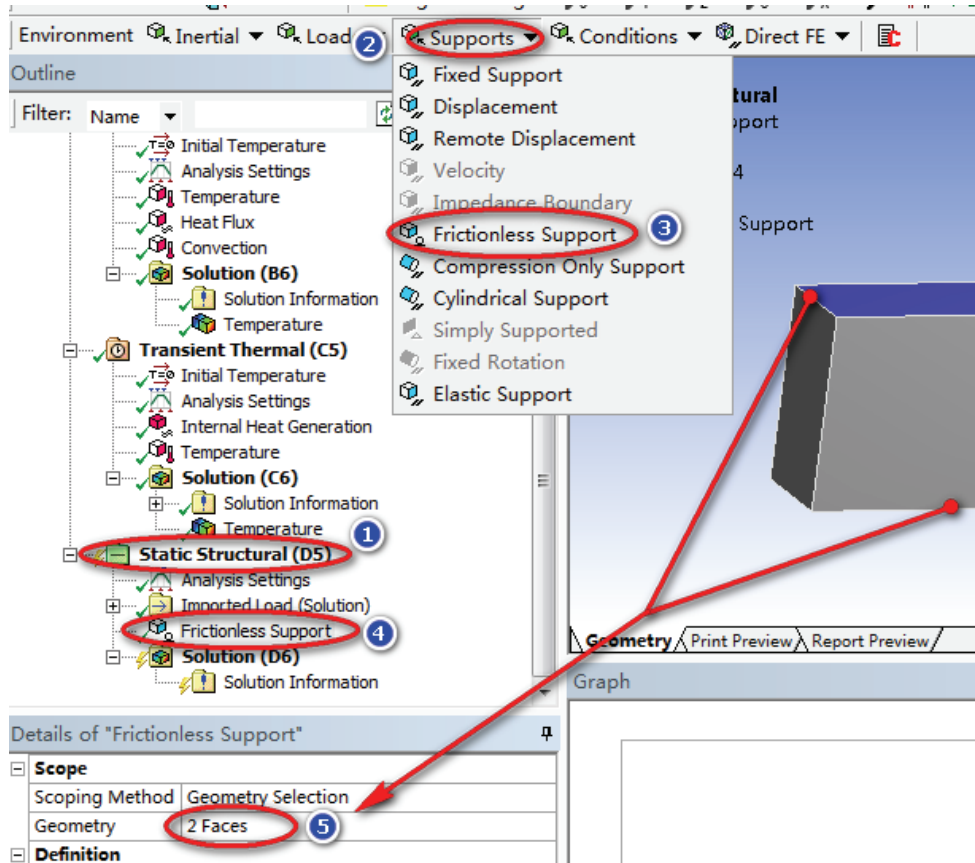 Environment Inertial Supports Conditions Direct FE
2
Outline
Filter: Name
Initial Temperature
Analysis Settings
Temperature
Heat Flux
Convection
Solution (B6)
Solution Information
Temperature
Transient Thermal (C5)
Initial Temperature
Analysis Settings
Internal Heat Generation
Temperature
Solution (C6)
Solution Information
Temperature
1
Static Structural (D5)
Analysis Settings
Imported Load (Solution)
Frictionless Support
4
Solution (D6)
Solution Information
Fixed Support
Displacement
Remote Displacement
Velocity
Impedance Boundary
Frictionless Support
3
Compression Only Support
Cylindrical Support
Simply Supported
Fixed Rotation
Elastic Support
4
Support
Geometry Print Preview Report Preview
Graph
Details of "Frictionless Support"
Scope
Scoping Method Geometry Selection
Geometry 2 Faces
5
Definition